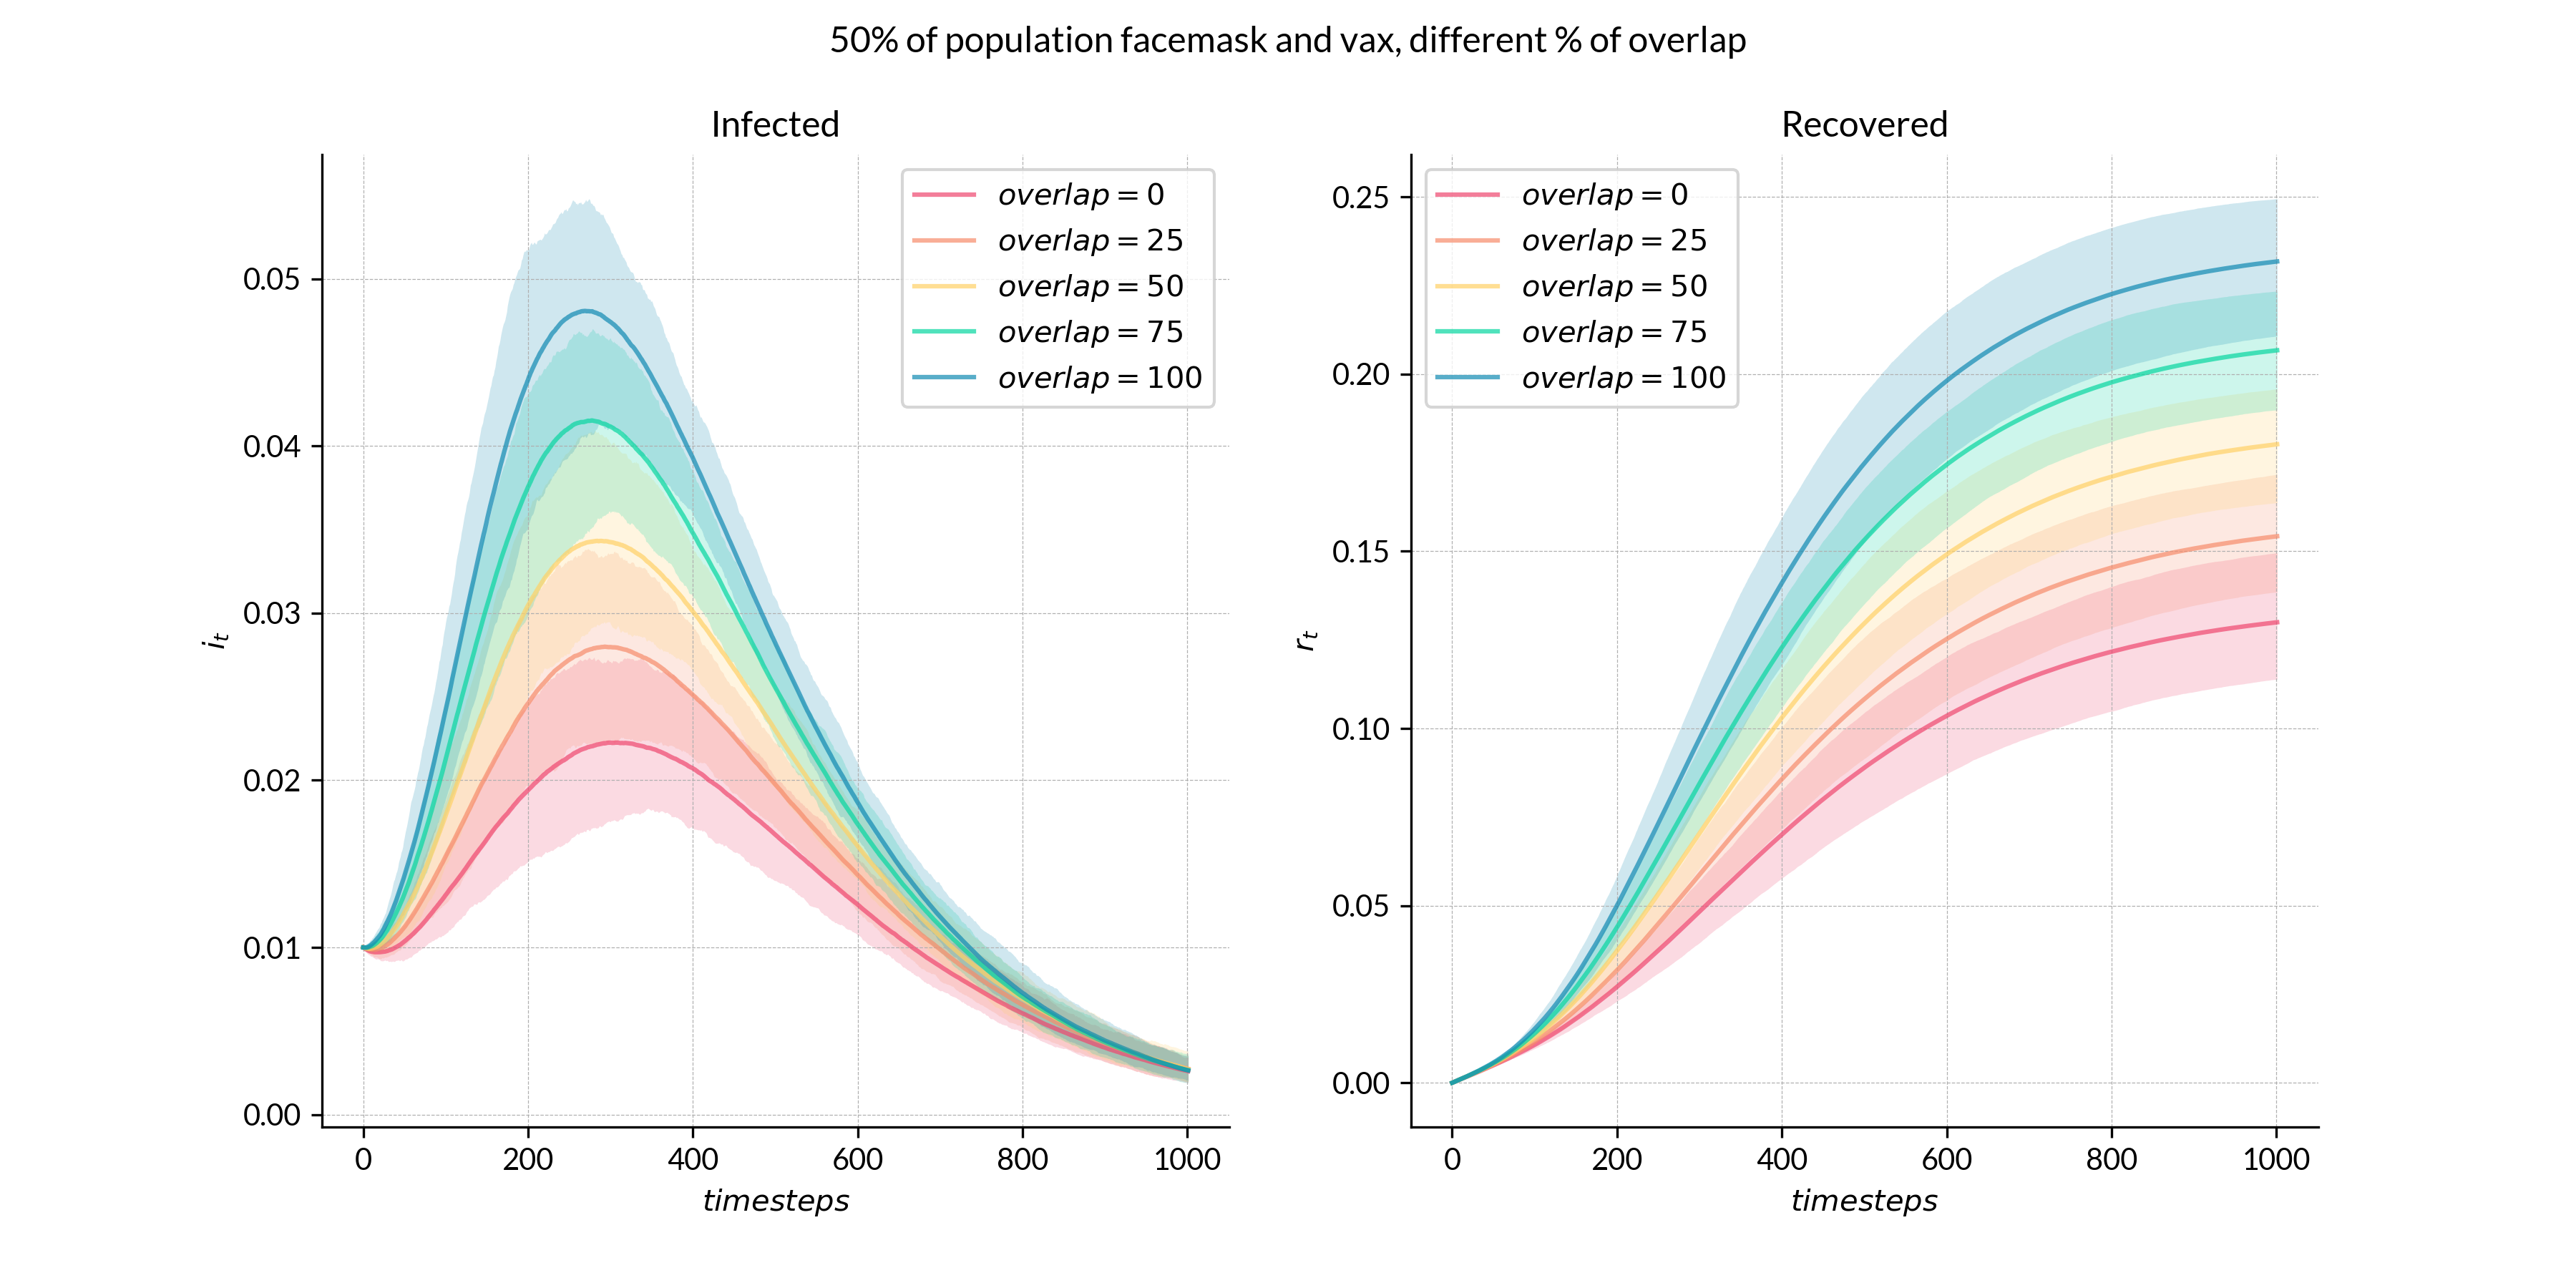 50% of population facemask and vax, different % of overlap
Infected
overlap = 0
overlap = 25
overlap = 50
overlap = 75
overlap = 100
0.05
0.04
0.03
0.02
0.01
0.00
i_t
0 200 400 600 800 1000
timesteps
Recovered
overlap = 0
overlap = 25
overlap = 50
overlap = 75
overlap = 100
0.25
0.20
0.15
0.10
0.05
0.00
r_t
0 200 400 600 800 1000
timesteps